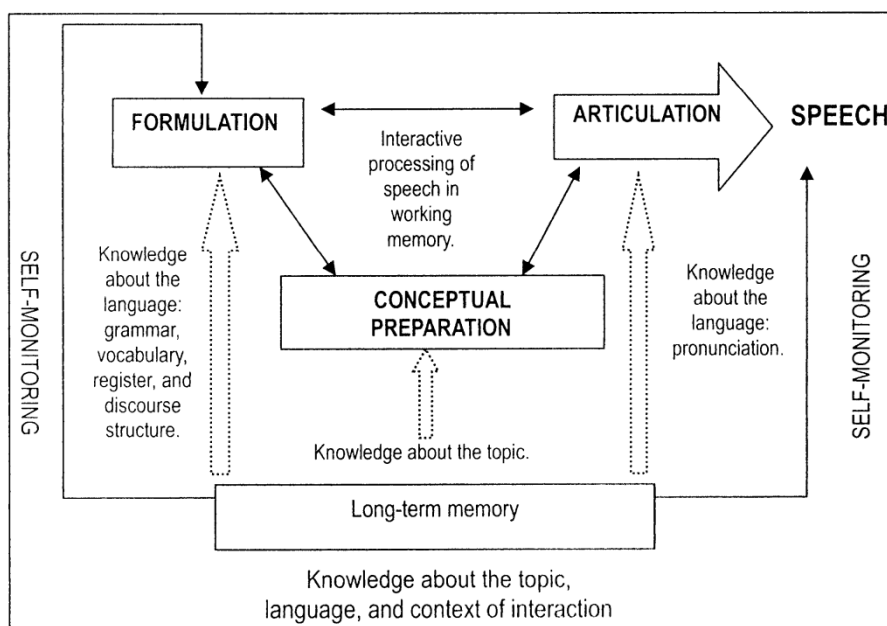 FORMULATION
ARTICULATION
SPEECH
Interactive
processing of
speech in
working
memory.
SELF-MONITORING
Knowledge
about the
language:
grammar,
vocabulary,
register, and
discourse
structure.
CONCEPTUAL
PREPARATION
Knowledge
about the
language:
pronunciation.
SELF-MONITORING
Knowledge about the topic.
Long-term memory
Knowledge about the topic,
language, and context of interaction